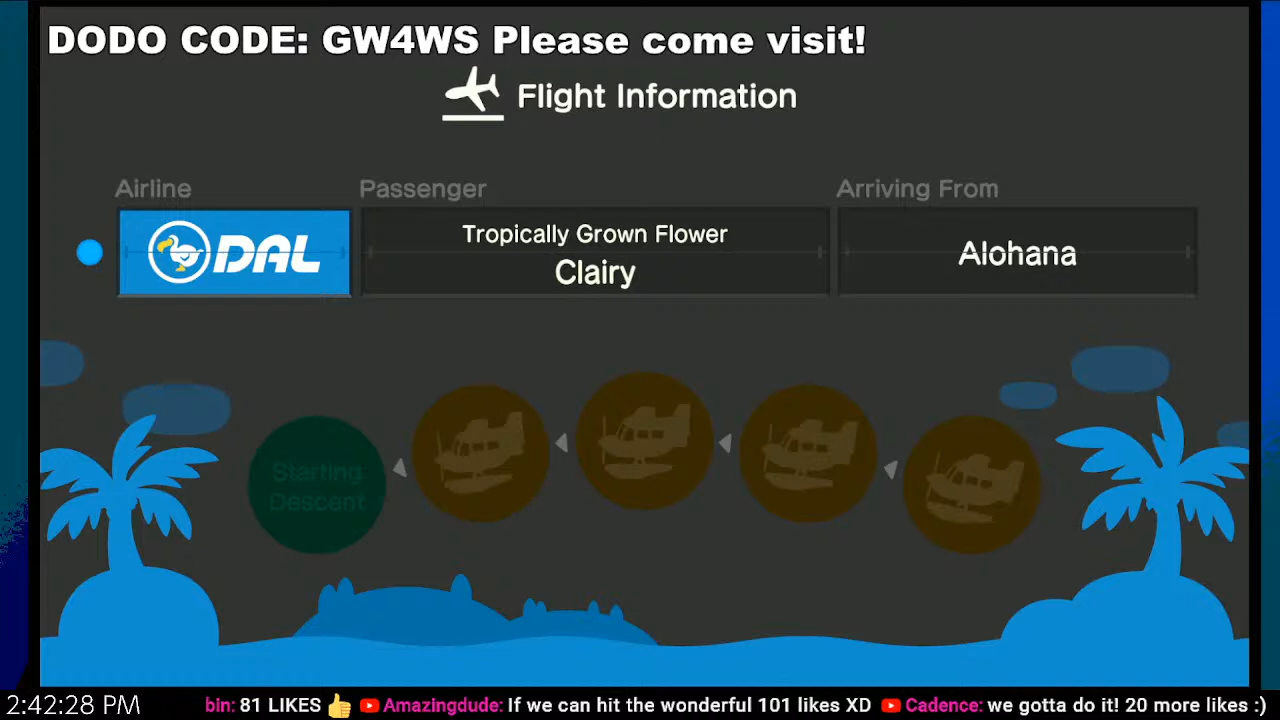 DODO CODE: GW4WS Please come visit!
Flight Information
Airline
Passenger
Arriving From
DAL
Tropically Grown Flower
Clairy
Alohana
Starting
Descent
2:42:28 PM
bin: 81 LIKES 👍 Amazingdude: If we can hit the wonderful 101 likes XD Cadence: we gotta do it! 20 more likes :)